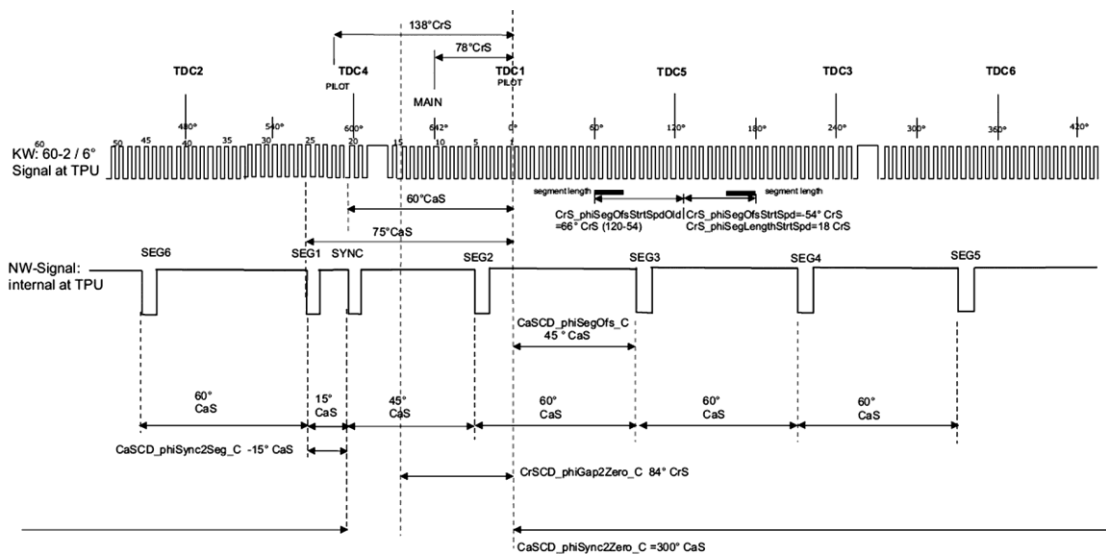 138°CrS
78°CrS
TDC2
TDC4
TDC1
TDC5
TDC3
TDC6
PILOT
PILOT
MAIN
480°
540°
600°
642°
0°
60°
120°
180°
240°
300°
360°
420°
60
50
45
40
35
30
25
20
15
10
5
KW: 60-2 / 6°
Signal at TPU
segment length
segment length
60°CaS
CrS_phiSegOfsStrtSpdOld
=66° CrS (120-54)
CrS_phiSegOfsStrtSpd=-54° CrS
CrS_phiSegLengthStrtSpd=18 CrS
75°CaS
SEG6
SEG1
SYNC
SEG2
SEG3
SEG4
SEG5
NW-Signal:
internal at TPU
CaSCD_phiSegOfs_C
45 ° CaS
60°
CaS
15°
CaS
45°
CaS
60°
CaS
60°
CaS
60°
CaS
CaSCD_phiSync2Seg_C -15° CaS
CrSCD_phiGap2Zero_C 84° CrS
CaSCD_phiSync2Zero_C =300° CaS